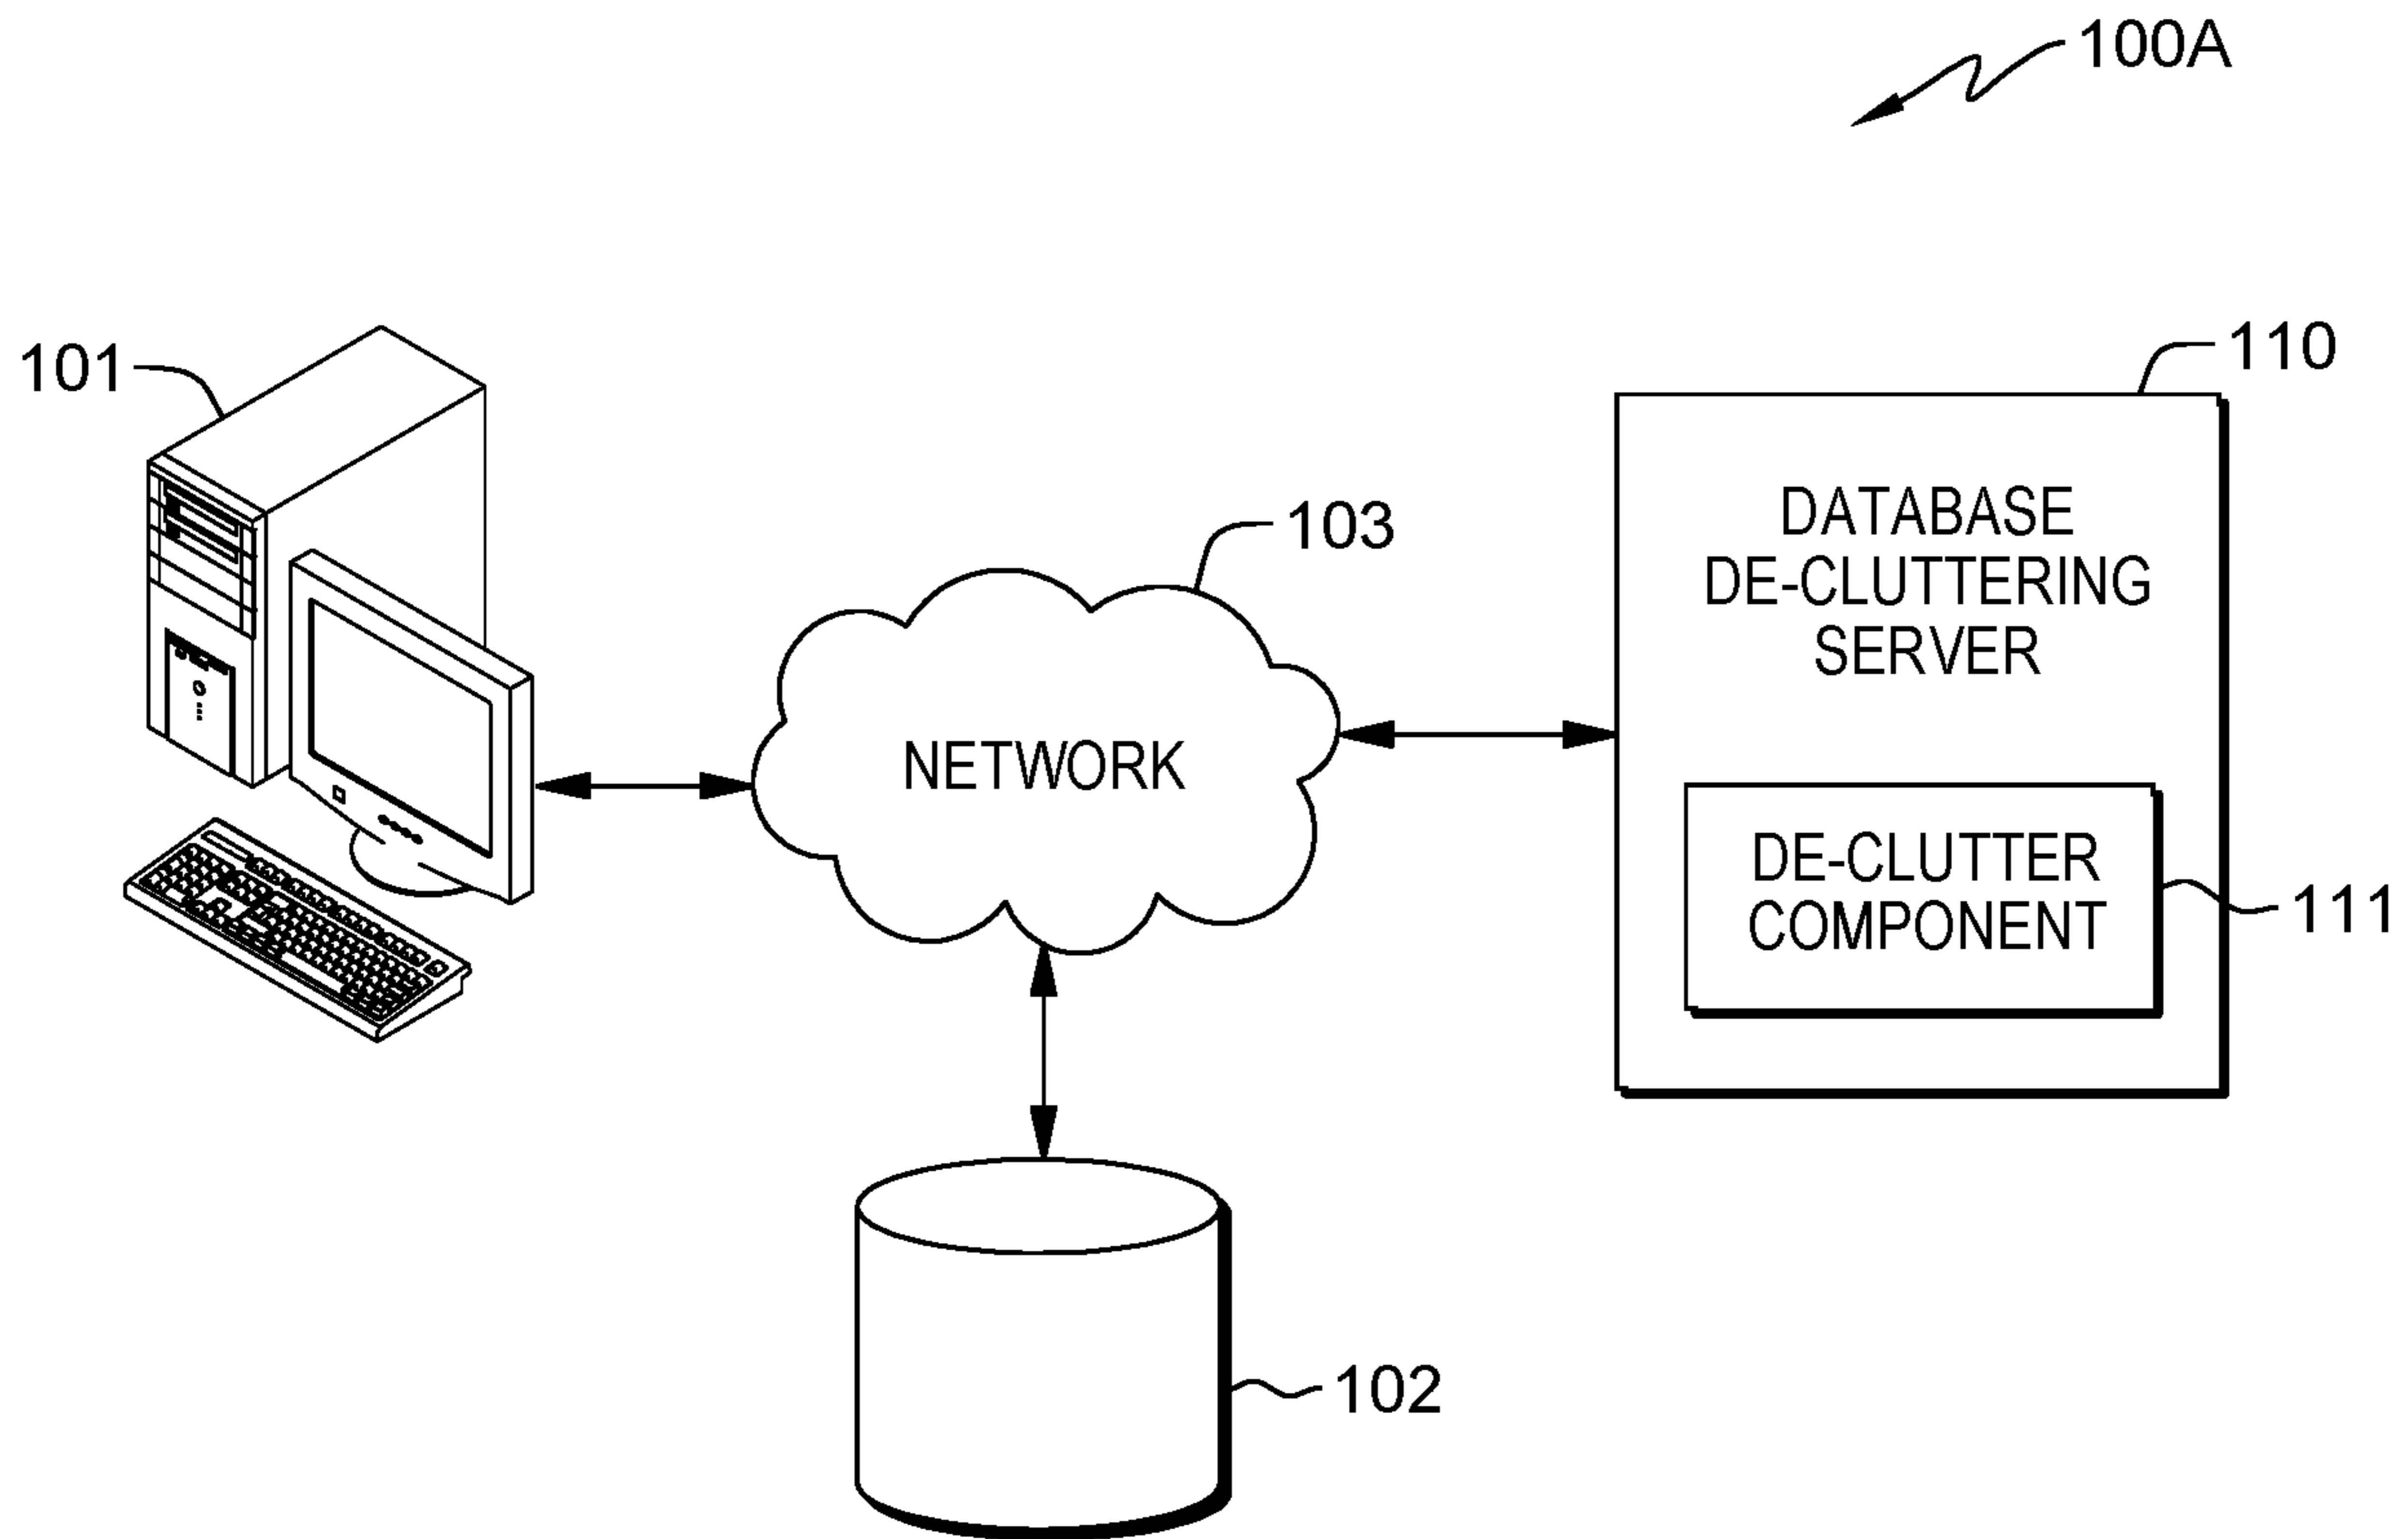 100A
101
110
103
DATABASE
DE-CLUTTERING
SERVER
NETWORK
DE-CLUTTER
COMPONENT
111
102